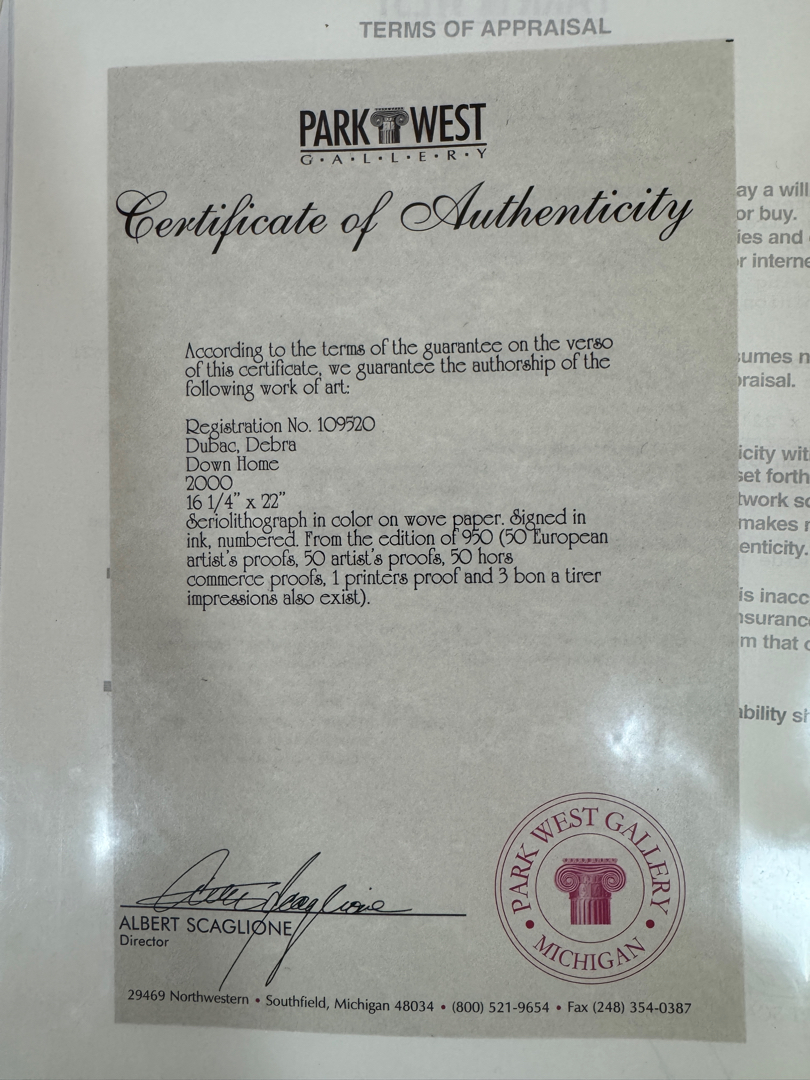 TERMS OF APPRAISAL
PARK WEST
G•A•L•L•E•R•Y
Certificate of Authenticity
According to the terms of the guarantee on the verso
of this certificate, we guarantee the authorship of the
following work of art:
Registration No. 109520
Dubac, Debra
Down Home
2000
16 1/4" x 22"
Seriolithograph in color on wove paper. Signed in
ink, numbered. From the edition of 950 (50 European
artist's proofs, 50 artist's proofs, 50 hors
commerce proofs, 1 printers proof and 3 bon a tirer
impressions also exist).
ay a will
or buy.
ies and
r interne
umes n
raisal.
icity wit
set forth
twork so
makes r
enticity.
is inacc
nsurance
m that
ability sh
ALBERT SCAGLIONE
Director
PARK WEST GALLERY
• MICHIGAN •
29469 Northwestern • Southfield, Michigan 48034 • (800) 521-9654 • Fax (248) 354-0387